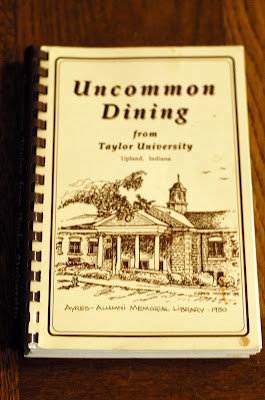 Uncommon
Dining
from
Taylor University
Upland, Indiana
AYRES - ALUMNI MEMORIAL LIBRARY - 1950